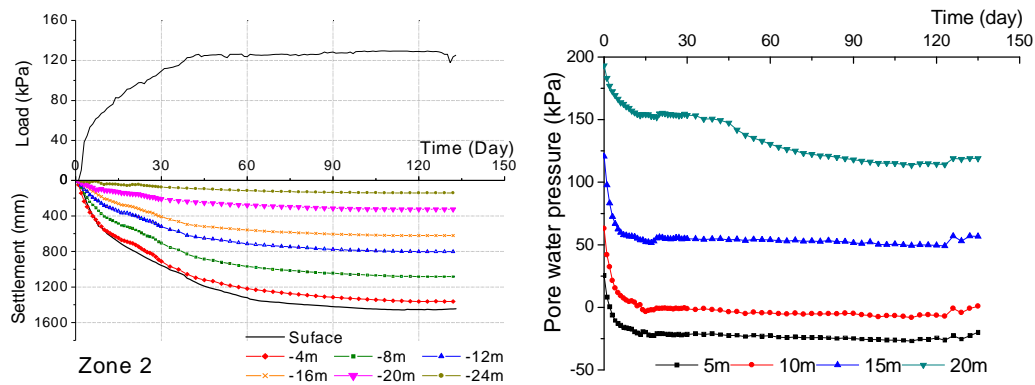 160
120
80
40
0
Load (kPa)
Time (Day)
0 30 60 90 120 150
0
400
800
1200
1600
Settlement (mm)
Zone 2
Suface
-4m -8m -12m
-16m -20m -24m
Time (day)
0 30 60 90 120 150
200
150
100
50
0
-50
Pore water pressure (kPa)
5m 10m 15m 20m